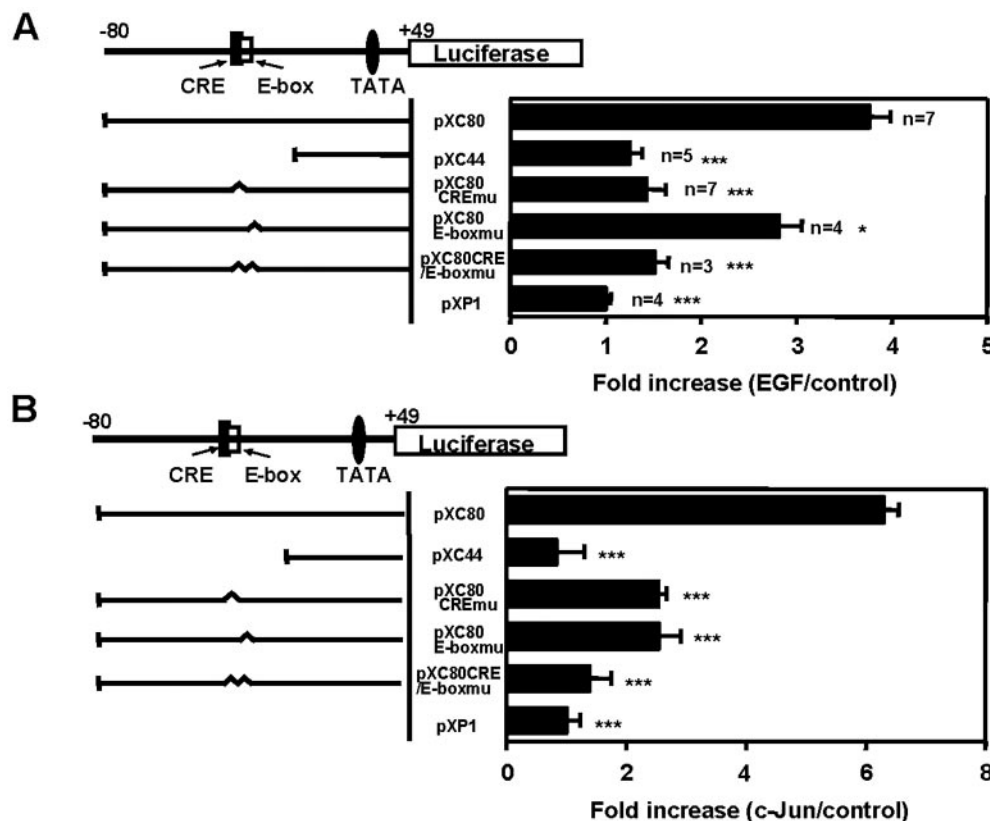 A
-80
+49
Luciferase
CRE
E-box
TATA
pXC80
n=7
pXC44
n=5 ***
pXC80
CREmu
n=7 ***
pXC80
E-boxmu
n=4 *
pXC80CRE
/E-boxmu
n=3 ***
pXP1
n=4 ***
0 1 2 3 4 5
Fold increase (EGF/control)
B
-80
+49
Luciferase
CRE
E-box
TATA
pXC80
pXC44
***
pXC80
CREmu
***
pXC80
E-boxmu
***
pXC80CRE
/E-boxmu
***
pXP1
***
0 2 4 6 8
Fold increase (c-Jun/control)